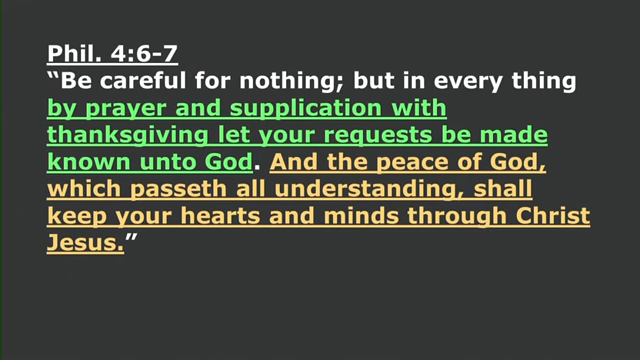 Phil. 4:6-7
“Be careful for nothing; but in every thing
by prayer and supplication with
thanksgiving let your requests be made
known unto God. And the peace of God,
which passeth all understanding, shall
keep your hearts and minds through Christ
Jesus.”